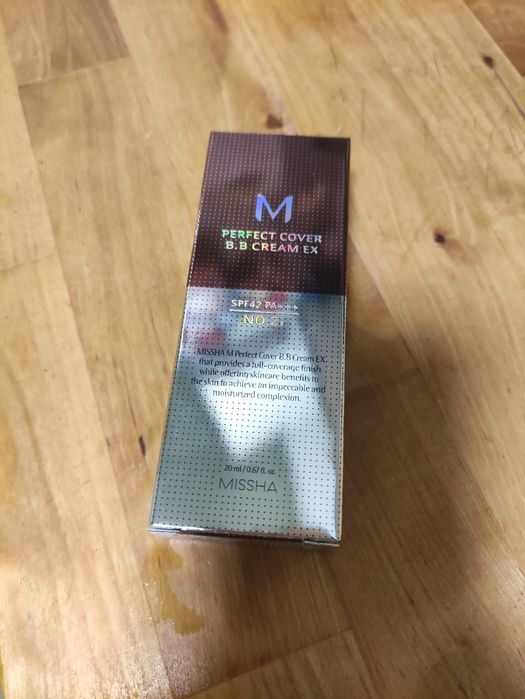 M
PERFECT COVER
B.B CREAM EX
SPF42 PA+++
NO.21
MISSHA M Perfect Cover B.B Cream EX.
that provides a full-coverage finish
while offering skincare benefits to
the skin to achieve an impeccable and
moisturized complexion.
20 ml / 0.67 fl. oz.
MISSHA